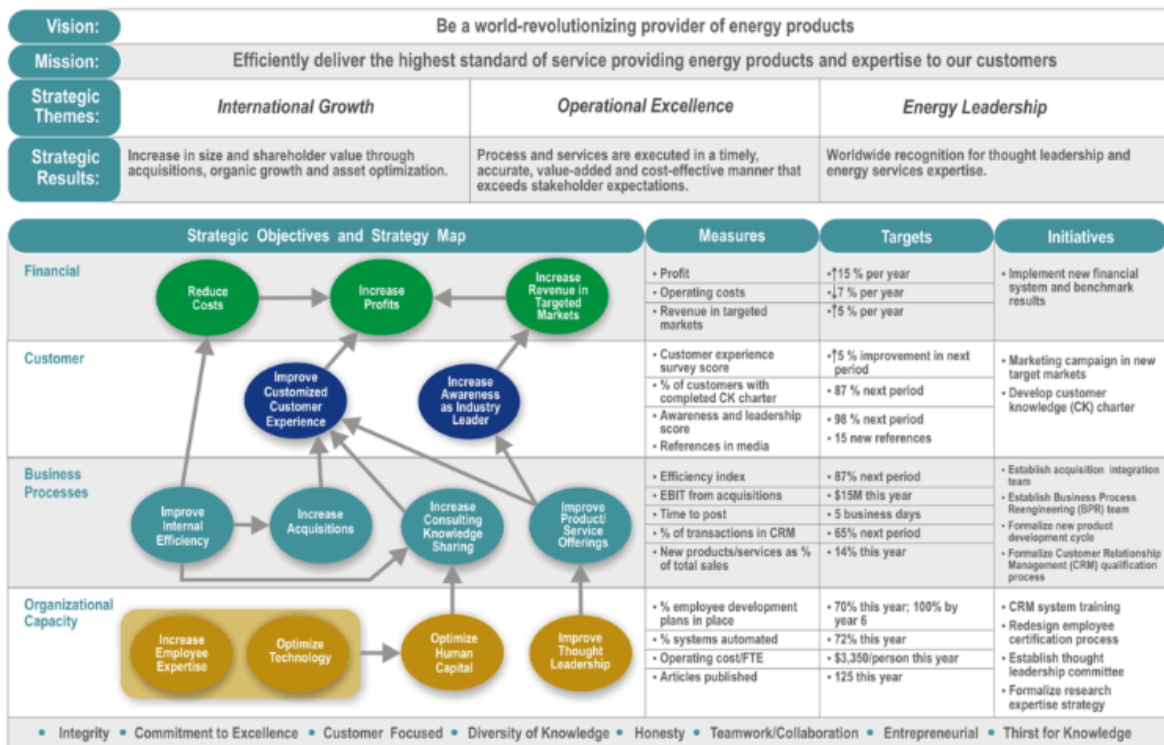 Vision:
Be a world-revolutionizing provider of energy products
Mission:
Efficiently deliver the highest standard of service providing energy products and expertise to our customers
Strategic
Themes:
International Growth
Operational Excellence
Energy Leadership
Strategic
Results:
Increase in size and shareholder value through
acquisitions, organic growth and asset optimization.
Process and services are executed in a timely,
accurate, value-added and cost-effective manner that
exceeds stakeholder expectations.
Worldwide recognition for thought leadership and
energy services expertise.
Strategic Objectives and Strategy Map
Measures
Targets
Initiatives
Financial
Reduce
Costs
Increase
Profits
Increase
Revenue in
Targeted
Markets
• Profit
• Operating costs
• Revenue in targeted
markets
•↑15 % per year
•↓7 % per year
•↑5 % per year
• Implement new financial
system and benchmark
results
Customer
Improve
Customized
Customer
Experience
Increase
Awareness
as Industry
Leader
• Customer experience
survey score
• % of customers with
completed CK charter
• Awareness and leadership
score
• References in media
•↑5 % improvement in next
period
• 87 % next period
• 98 % next period
• 15 new references
• Marketing campaign in new
target markets
• Develop customer
knowledge (CK) charter
Business
Processes
Improve
Internal
Efficiency
Increase
Acquisitions
Increase
Consulting
Knowledge
Sharing
Improve
Product/
Service
Offerings
• Efficiency index
• EBIT from acquisitions
• Time to post
• % of transactions in CRM
• New products/services as %
of total sales
• 87% next period
• $15M this year
• 5 business days
• 65% next period
• 14% this year
• Establish acquisition integration
team
• Establish Business Process
Reengineering (BPR) team
• Formalize new product
development cycle
• Formalize Customer Relationship
Management (CRM) qualification
process
Organizational
Capacity
Increase
Employee
Expertise
Optimize
Technology
Optimize
Human
Capital
Improve
Thought
Leadership
• % employee development
plans in place
• % systems automated
• Operating cost/FTE
• Articles published
• 70% this year; 100% by
year 6
• 72% this year
• $3,350/person this year
• 125 this year
• CRM system training
• Redesign employee
certification process
• Establish thought
leadership committee
• Formalize research
expertise strategy
• Integrity • Commitment to Excellence • Customer Focused • Diversity of Knowledge • Honesty • Teamwork/Collaboration • Entrepreneurial • Thirst for Knowledge